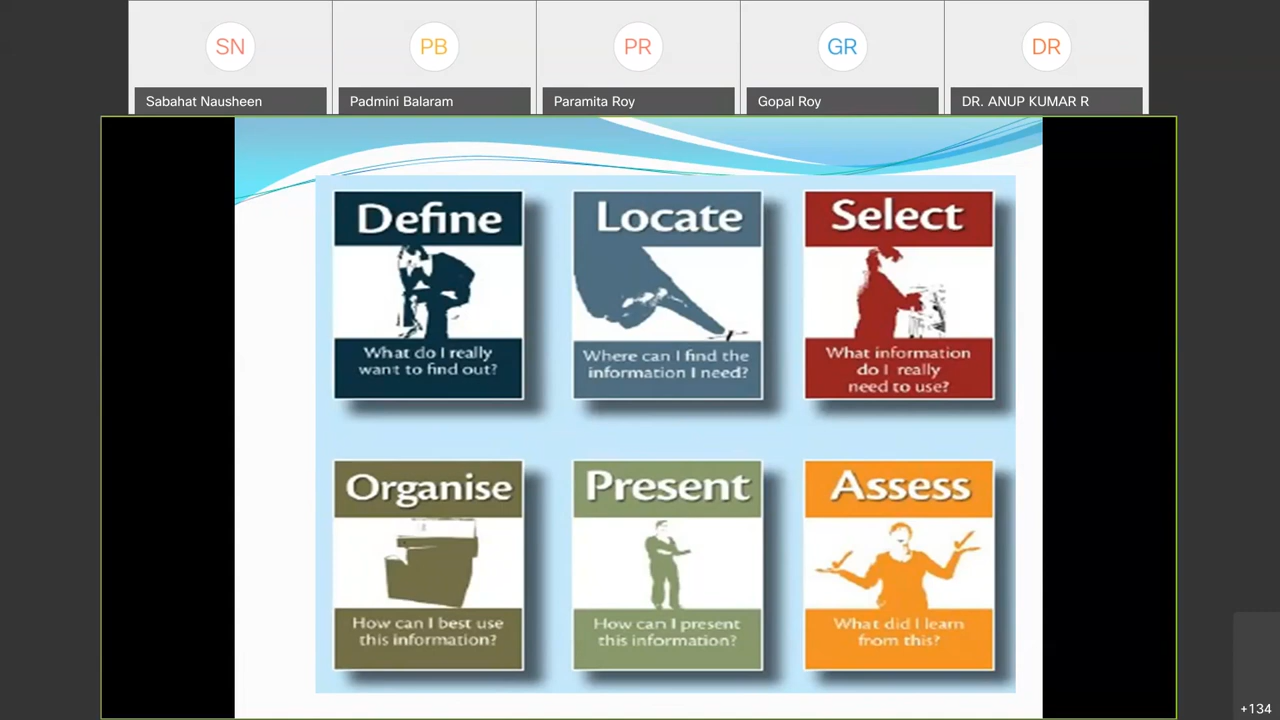 SN
PB
PR
GR
DR
Sabahat Nausheen
Padmini Balaram
Paramita Roy
Gopal Roy
DR. ANUP KUMAR R
Define
Locate
Select
What do I really
want to find out?
Where can I find the
information I need?
What information
do I really
need to use?
Organise
Present
Assess
How can I best use
this information?
How can I present
this information?
What did I learn
from this?
+134